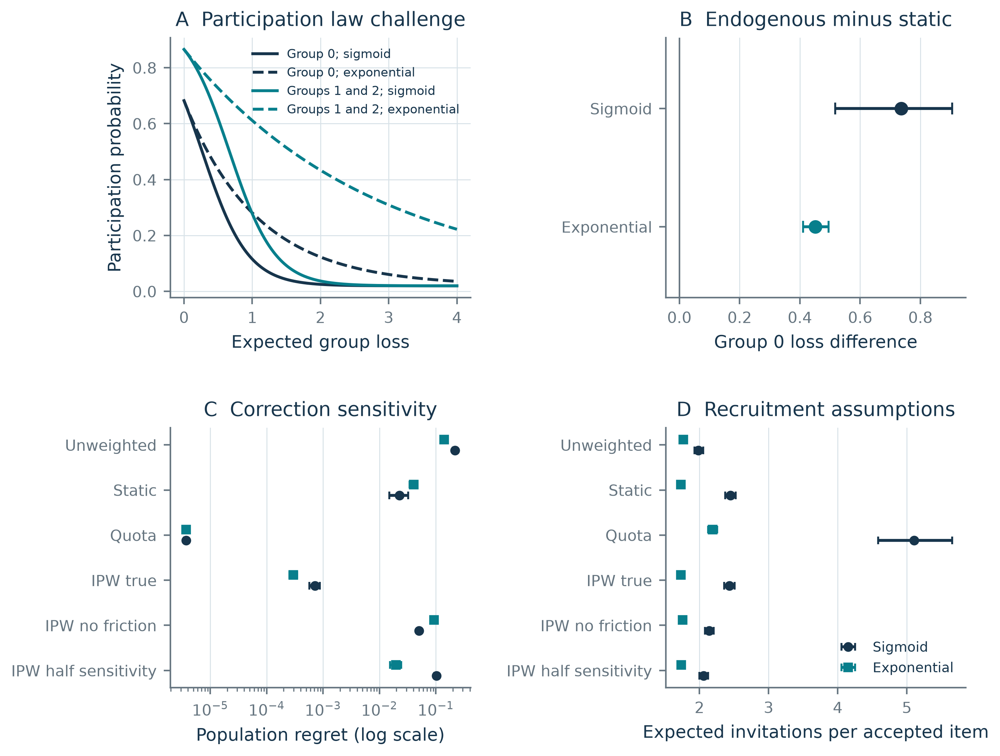 A Participation law challenge
Participation probability
0.8
0.6
0.4
0.2
0.0
Group 0; sigmoid
Group 0; exponential
Groups 1 and 2; sigmoid
Groups 1 and 2; exponential
0 1 2 3 4
Expected group loss
B Endogenous minus static
Sigmoid
Exponential
0.0 0.2 0.4 0.6 0.8
Group 0 loss difference
C Correction sensitivity
Unweighted
Static
Quota
IPW true
IPW no friction
IPW half sensitivity
10⁻⁵ 10⁻⁴ 10⁻³ 10⁻² 10⁻¹
Population regret (log scale)
D Recruitment assumptions
Unweighted
Static
Quota
IPW true
IPW no friction
IPW half sensitivity
Sigmoid
Exponential
2 3 4 5
Expected invitations per accepted item